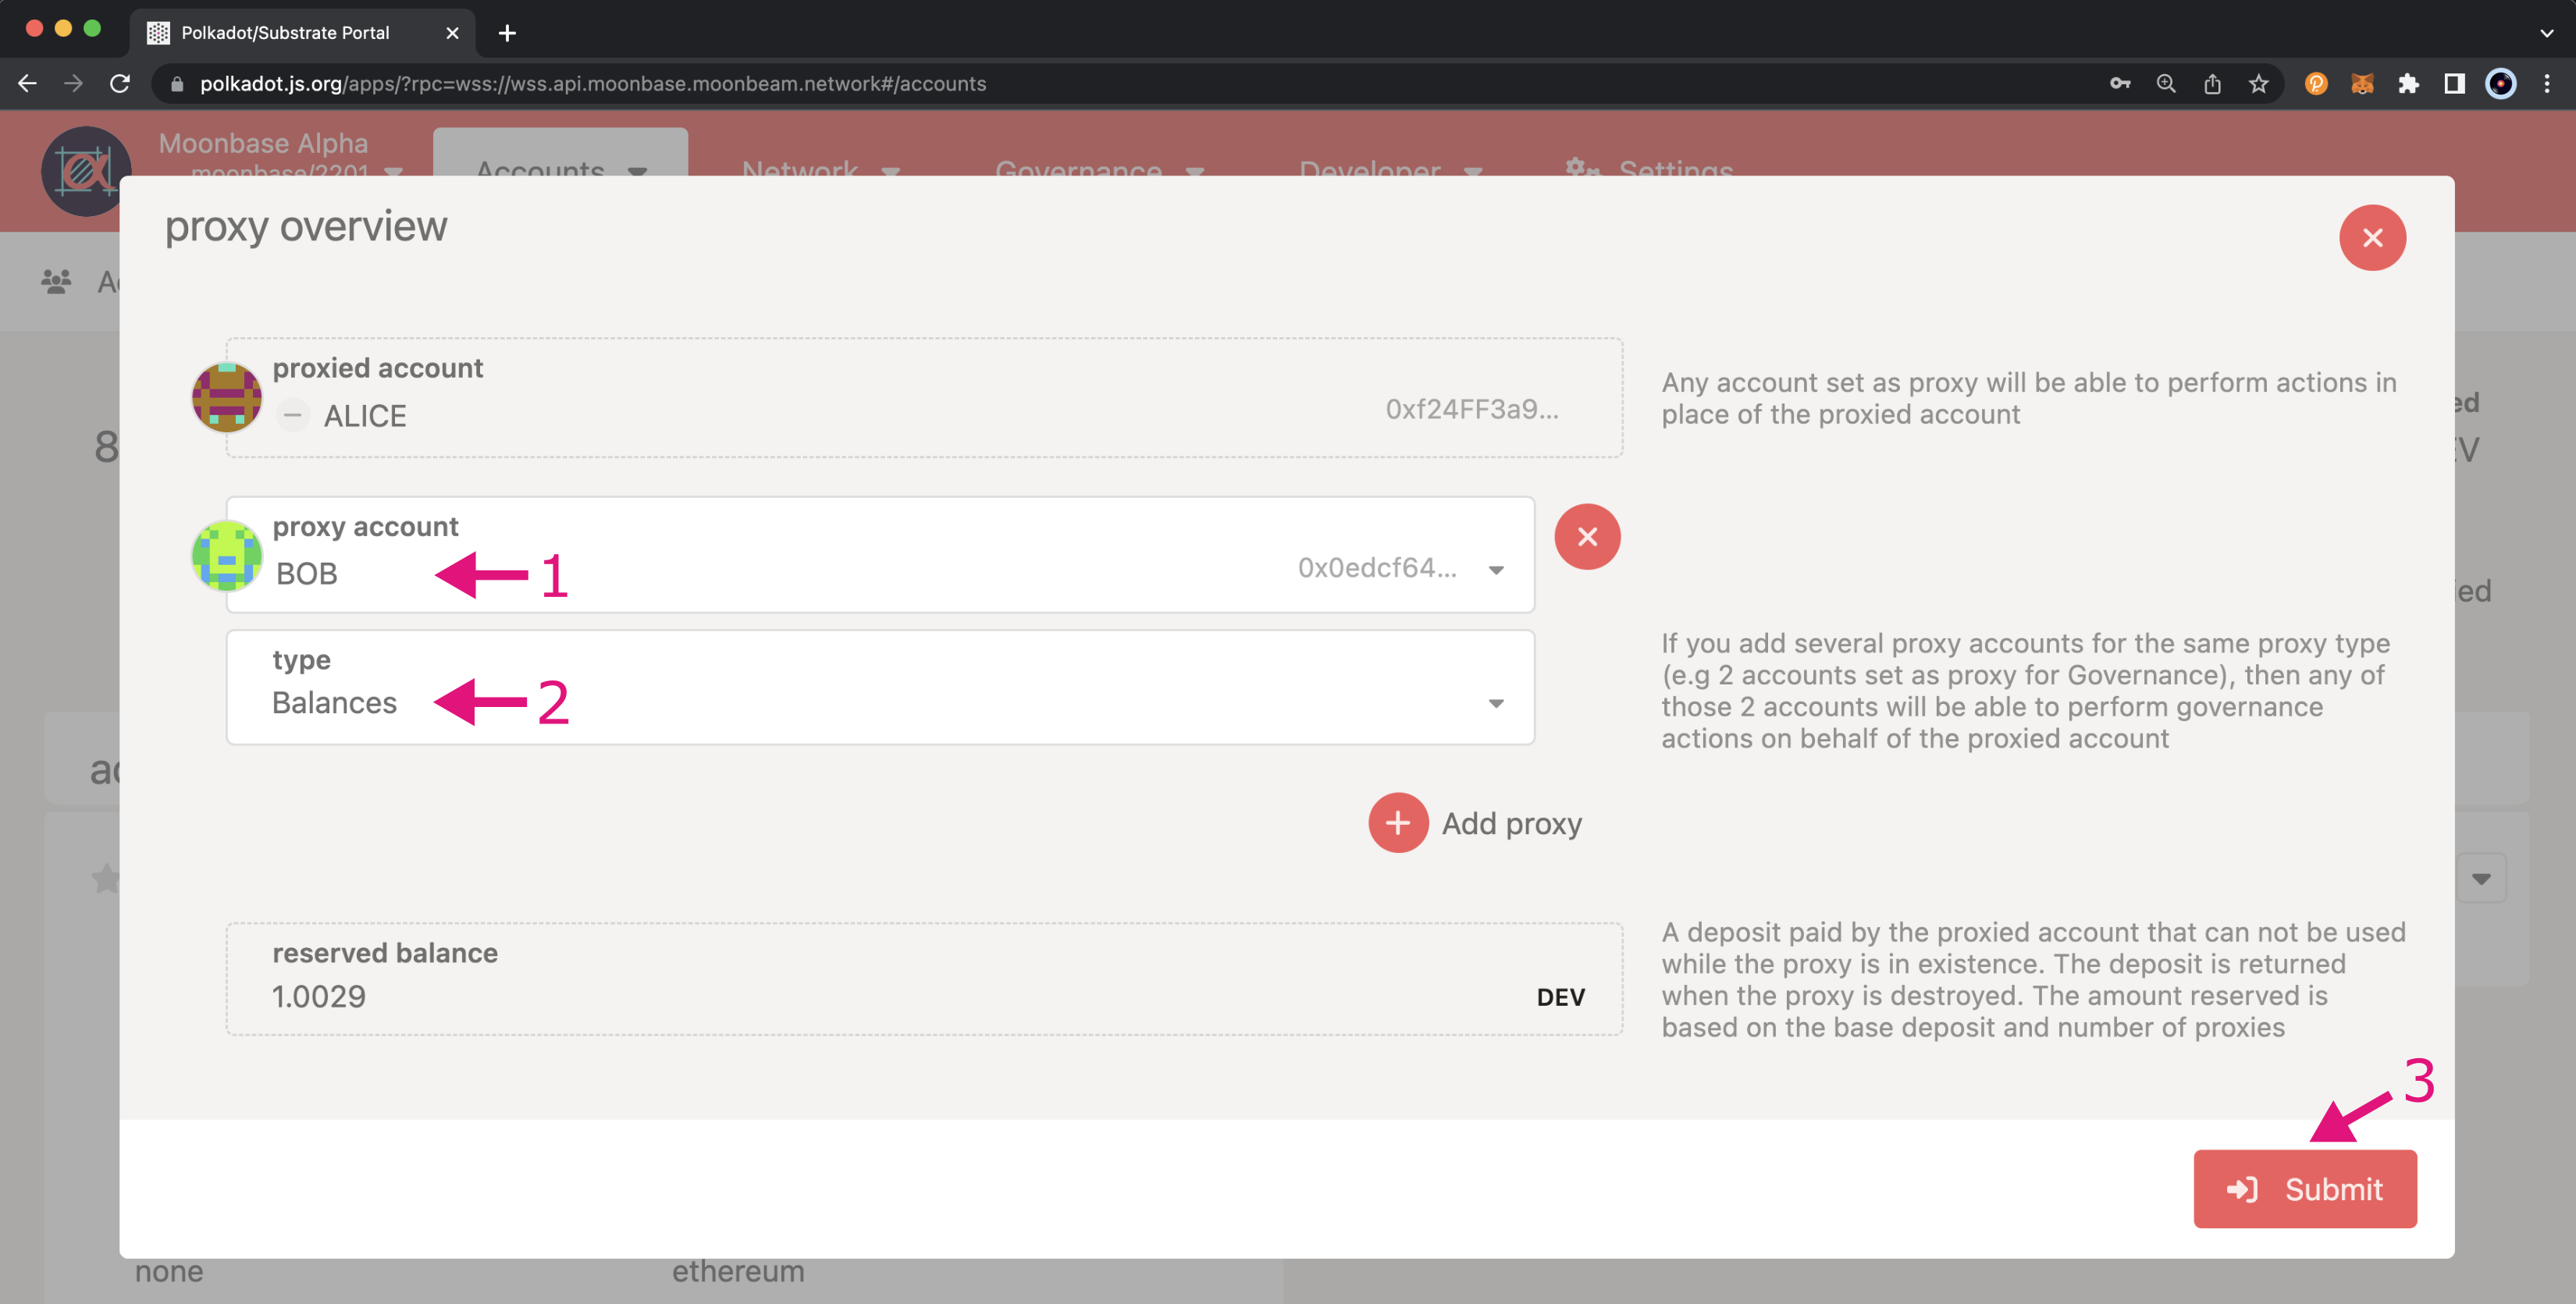 Polkadot/Substrate Portal
polkadot.js.org/apps/?rpc=wss://wss.api.moonbase.moonbeam.network#/accounts
Moonbase Alpha
moonbase/2201
Accounts
Network
Governance
Developer
Settings
proxy overview
Ac
proxied account
ALICE
0xf24FF3a9...
Any account set as proxy will be able to perform actions in
place of the proxied account
ed
8
EV
proxy account
BOB
1
0x0edcf64...
ied
type
Balances
2
If you add several proxy accounts for the same proxy type
(e.g 2 accounts set as proxy for Governance), then any of
those 2 accounts will be able to perform governance
actions on behalf of the proxied account
ac
Add proxy
reserved balance
1.0029
DEV
A deposit paid by the proxied account that can not be used
while the proxy is in existence. The deposit is returned
when the proxy is destroyed. The amount reserved is
based on the base deposit and number of proxies
3
Submit
none
ethereum